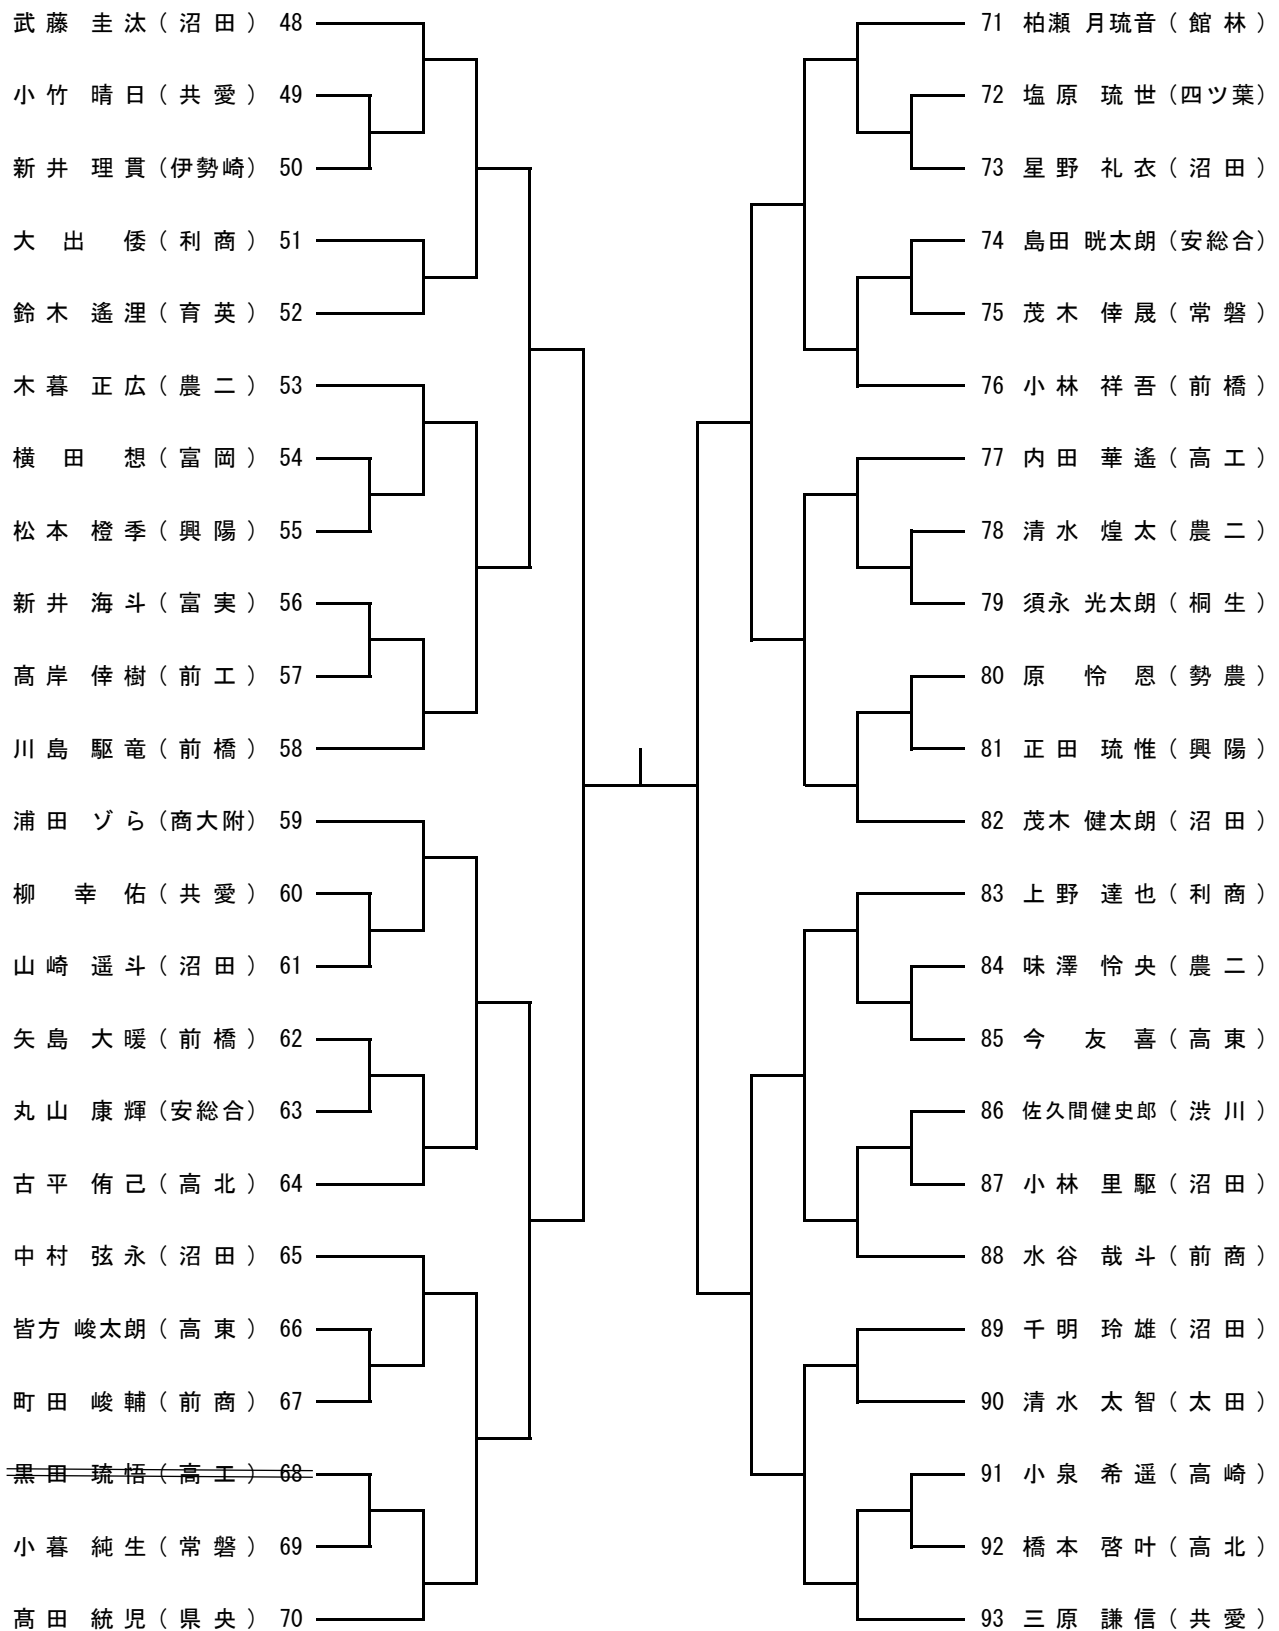 武藤 圭汰(沼田) 48
小竹 晴日(共愛) 49
新井 理貫(伊勢崎) 50
大出 倭(利商) 51
鈴木 遙浬(育英) 52
木暮 正広(農二) 53
横田 想(富岡) 54
松本 橙季(興陽) 55
新井 海斗(富実) 56
髙岸 倖樹(前工) 57
川島 駆竜(前橋) 58
浦田 ゾら(商大附) 59
柳 幸佑(共愛) 60
山崎 遥斗(沼田) 61
矢島 大暖(前橋) 62
丸山 康輝(安総合) 63
古平 侑己(高北) 64
中村 弦永(沼田) 65
皆方 峻太朗(高東) 66
町田 峻輔(前商) 67
黒田 琉悟(高工) 68
小暮 純生(常磐) 69
髙田 統児(県央) 70
71 柏瀬 月琉音(館林)
72 塩原 琉世(四ツ葉)
73 星野 礼衣(沼田)
74 島田 晄太朗(安総合)
75 茂木 倖晟(常磐)
76 小林 祥吾(前橋)
77 内田 華遙(高工)
78 清水 煌太(農二)
79 須永 光太朗(桐生)
80 原 怜恩(勢農)
81 正田 琉惟(興陽)
82 茂木 健太朗(沼田)
83 上野 達也(利商)
84 味澤 怜央(農二)
85 今 友喜(高東)
86 佐久間健史郎(渋川)
87 小林 里駆(沼田)
88 水谷 哉斗(前商)
89 千明 玲雄(沼田)
90 清水 太智(太田)
91 小泉 希遥(高崎)
92 橋本 啓叶(高北)
93 三原 謙信(共愛)